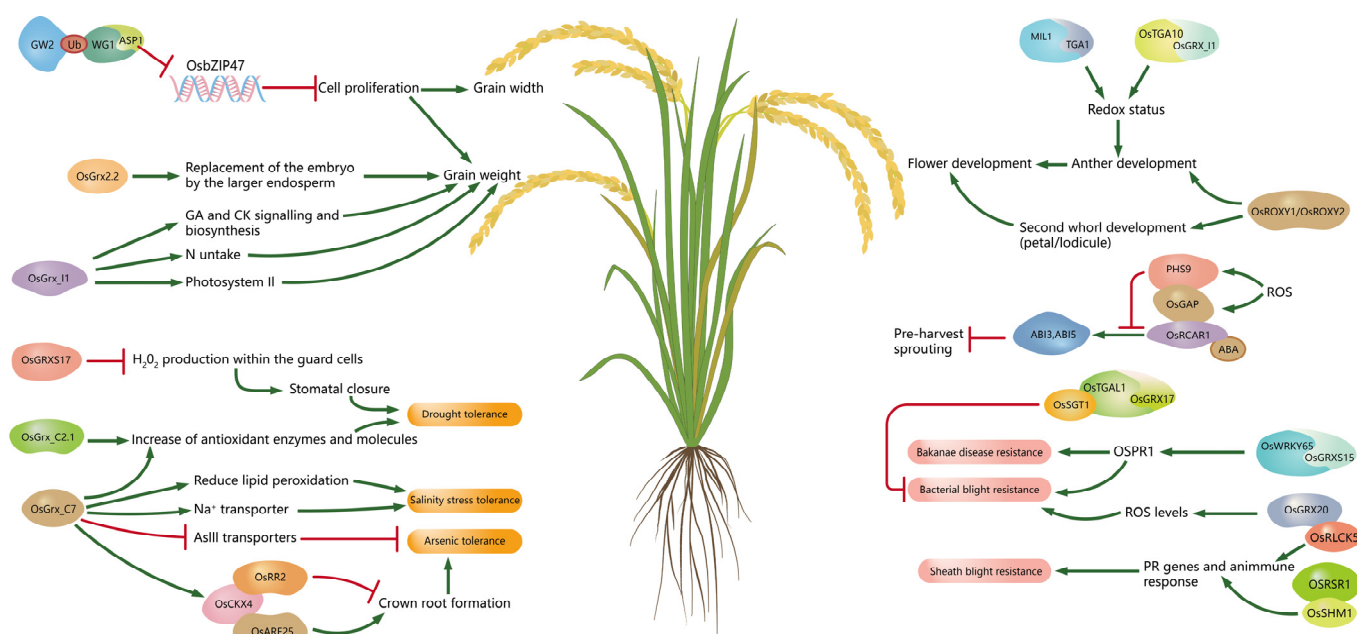 GW2
Ub
WG1
ASP1
OsbZIP47
Cell proliferation
Grain width
OsGrx2.2
Replacement of the embryo
by the larger endosperm
Grain weight
GA and CK signalling and
biosynthesis
N untake
OsGrx_I1
Photosystem II
OsGRXS17
H₂O₂ production within the guard cells
Stomatal closure
Drought tolerance
OsGrx_C2.1
Increase of antioxidant enzymes and molecules
Reduce lipid peroxidation
OsGrx_C7
Na⁺ transporter
Salinity stress tolerance
AsIII transporters
Arsenic tolerance
OsRR2
OsCKX4
Crown root formation
OsARF25
MIL1
TGA1
OsTGA10
OsGRX_I1
Redox status
Flower development
Anther development
OsROXY1/OsROXY2
Second whorl development
(petal/lodicule)
PHS9
ROS
OsGAP
Pre-harvest
sprouting
ABI3,ABI5
OsRCAR1
ABA
OsTGAL1
OsSGT1
OsGRX17
Bakanae disease resistance
OSPR1
OsWRKY65
OsGRXS15
Bacterial blight resistance
ROS levels
OsGRX20
OsRLCK5
Sheath blight resistance
PR genes and animmune
response
OSRSR1
OsSHM1